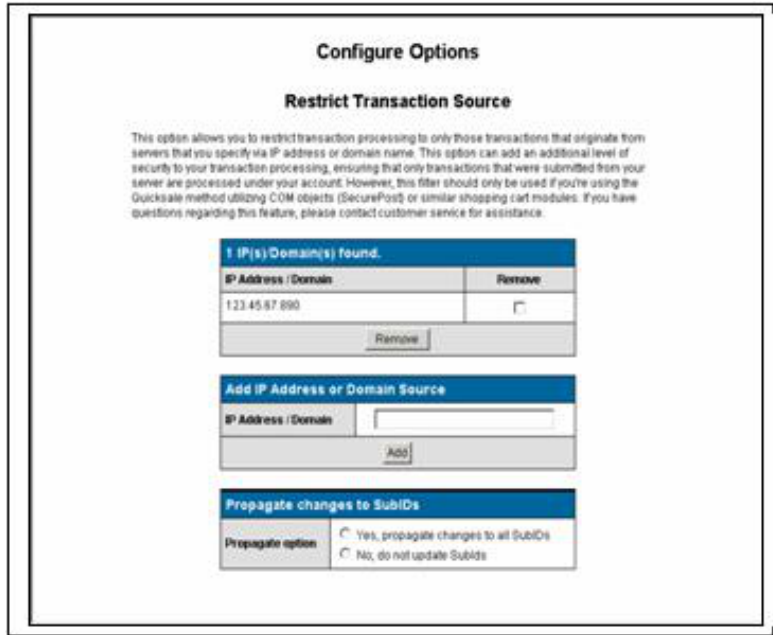 Configure Options
Restrict Transaction Source
This option allows you to restrict transaction processing to only those transactions that originate from
servers that you specify via IP address or domain name. This option can add an additional level of
security to your transaction processing, ensuring that only transactions that were submitted from your
server are processed under your account. However, this filter should only be used if you're using the
Quicksale method utilizing COM objects (SecurePost) or similar shopping cart modules. If you have
questions regarding this feature, please contact customer service for assistance.
1 IP(s)/Domain(s) found.
IP Address / Domain Remove
123.45.67.890
Remove
Add IP Address or Domain Source
IP Address / Domain
Add
Propagate changes to SubIDs
Propagate option
Yes, propagate changes to all SubIDs
No, do not update SubIds